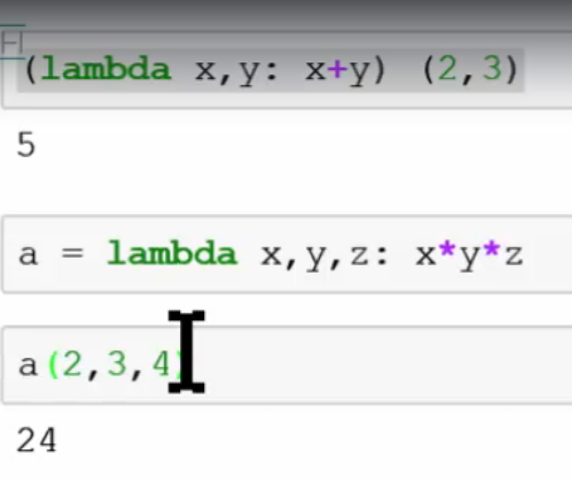 (lambda x,y: x+y) (2,3)
5
a = lambda x,y,z: x*y*z
a(2,3,4)
24